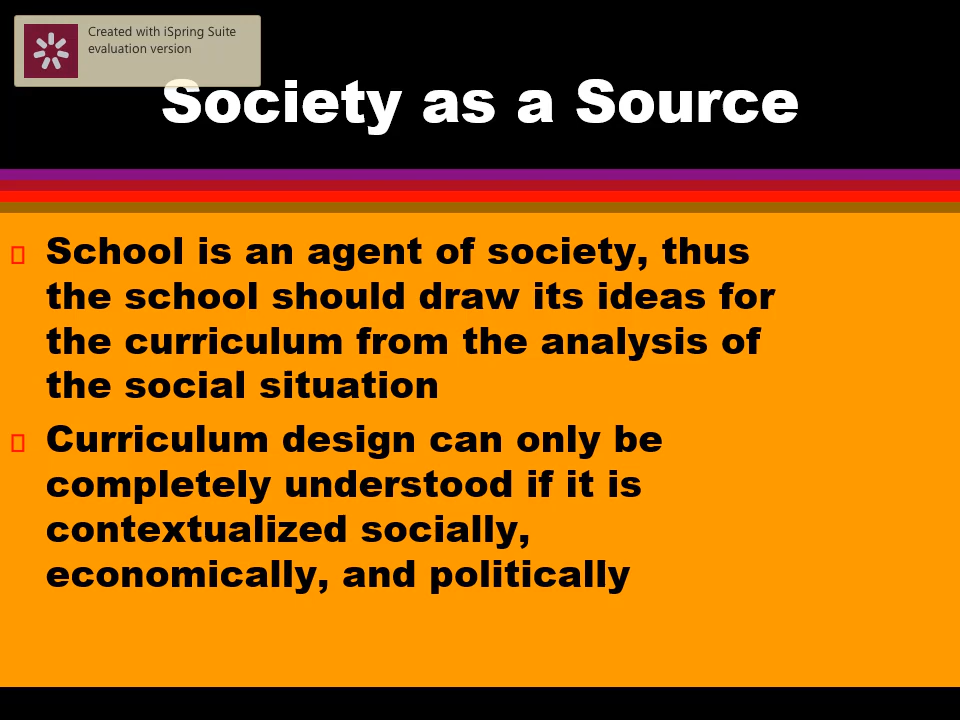 Created with iSpring Suite
evaluation version
Society as a Source
School is an agent of society, thus
the school should draw its ideas for
the curriculum from the analysis of
the social situation
Curriculum design can only be
completely understood if it is
contextualized socially,
economically, and politically